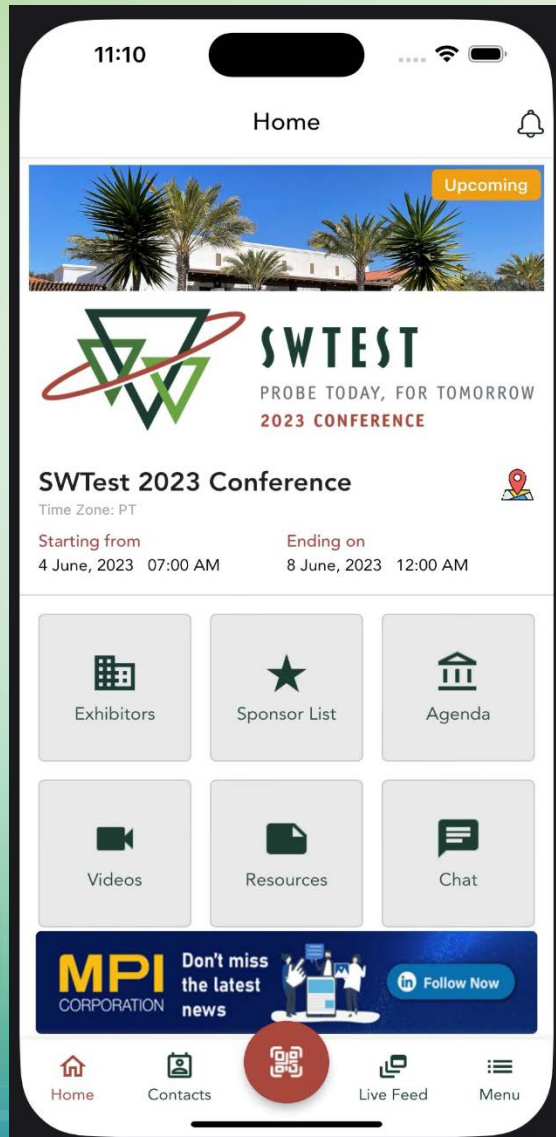 11:10
Home
Upcoming
SWTEST
PROBE TODAY, FOR TOMORROW
2023 CONFERENCE
SWTest 2023 Conference
Time Zone: PT
Starting from Ending on
4 June, 2023 07:00 AM 8 June, 2023 12:00 AM
Exhibitors Sponsor List Agenda
Videos Resources Chat
MPI
CORPORATION
Don't miss
the latest
news
in Follow Now
Home Contacts Live Feed Menu